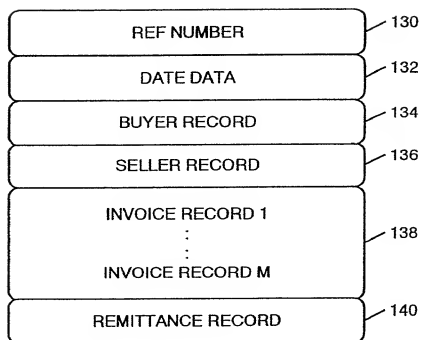 REF NUMBER 130
DATE DATA 132
BUYER RECORD 134
SELLER RECORD 136
INVOICE RECORD 1
:
:
INVOICE RECORD M
138
REMITTANCE RECORD 140